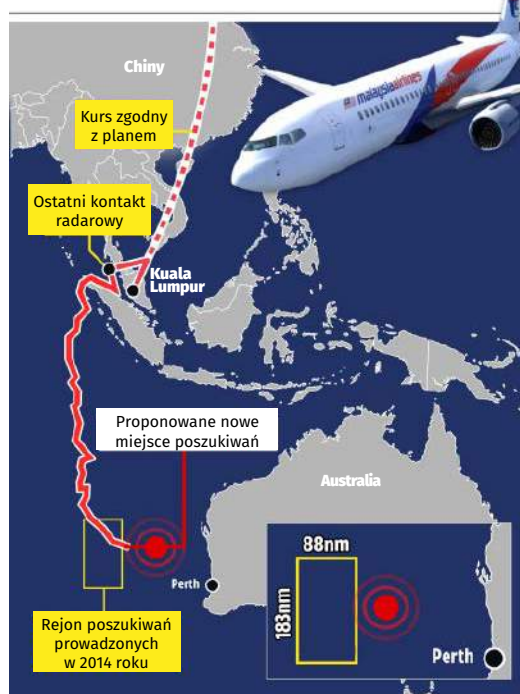 Chiny
malaysia airlines
Kurs zgodny
z planem
Ostatni kontakt
radarowy
Kuala
Lumpur
Proponowane nowe
miejsce poszukiwań
Australia
Perth
Rejon poszukiwań
prowadzonych
w 2014 roku
88nm
183nm
Perth